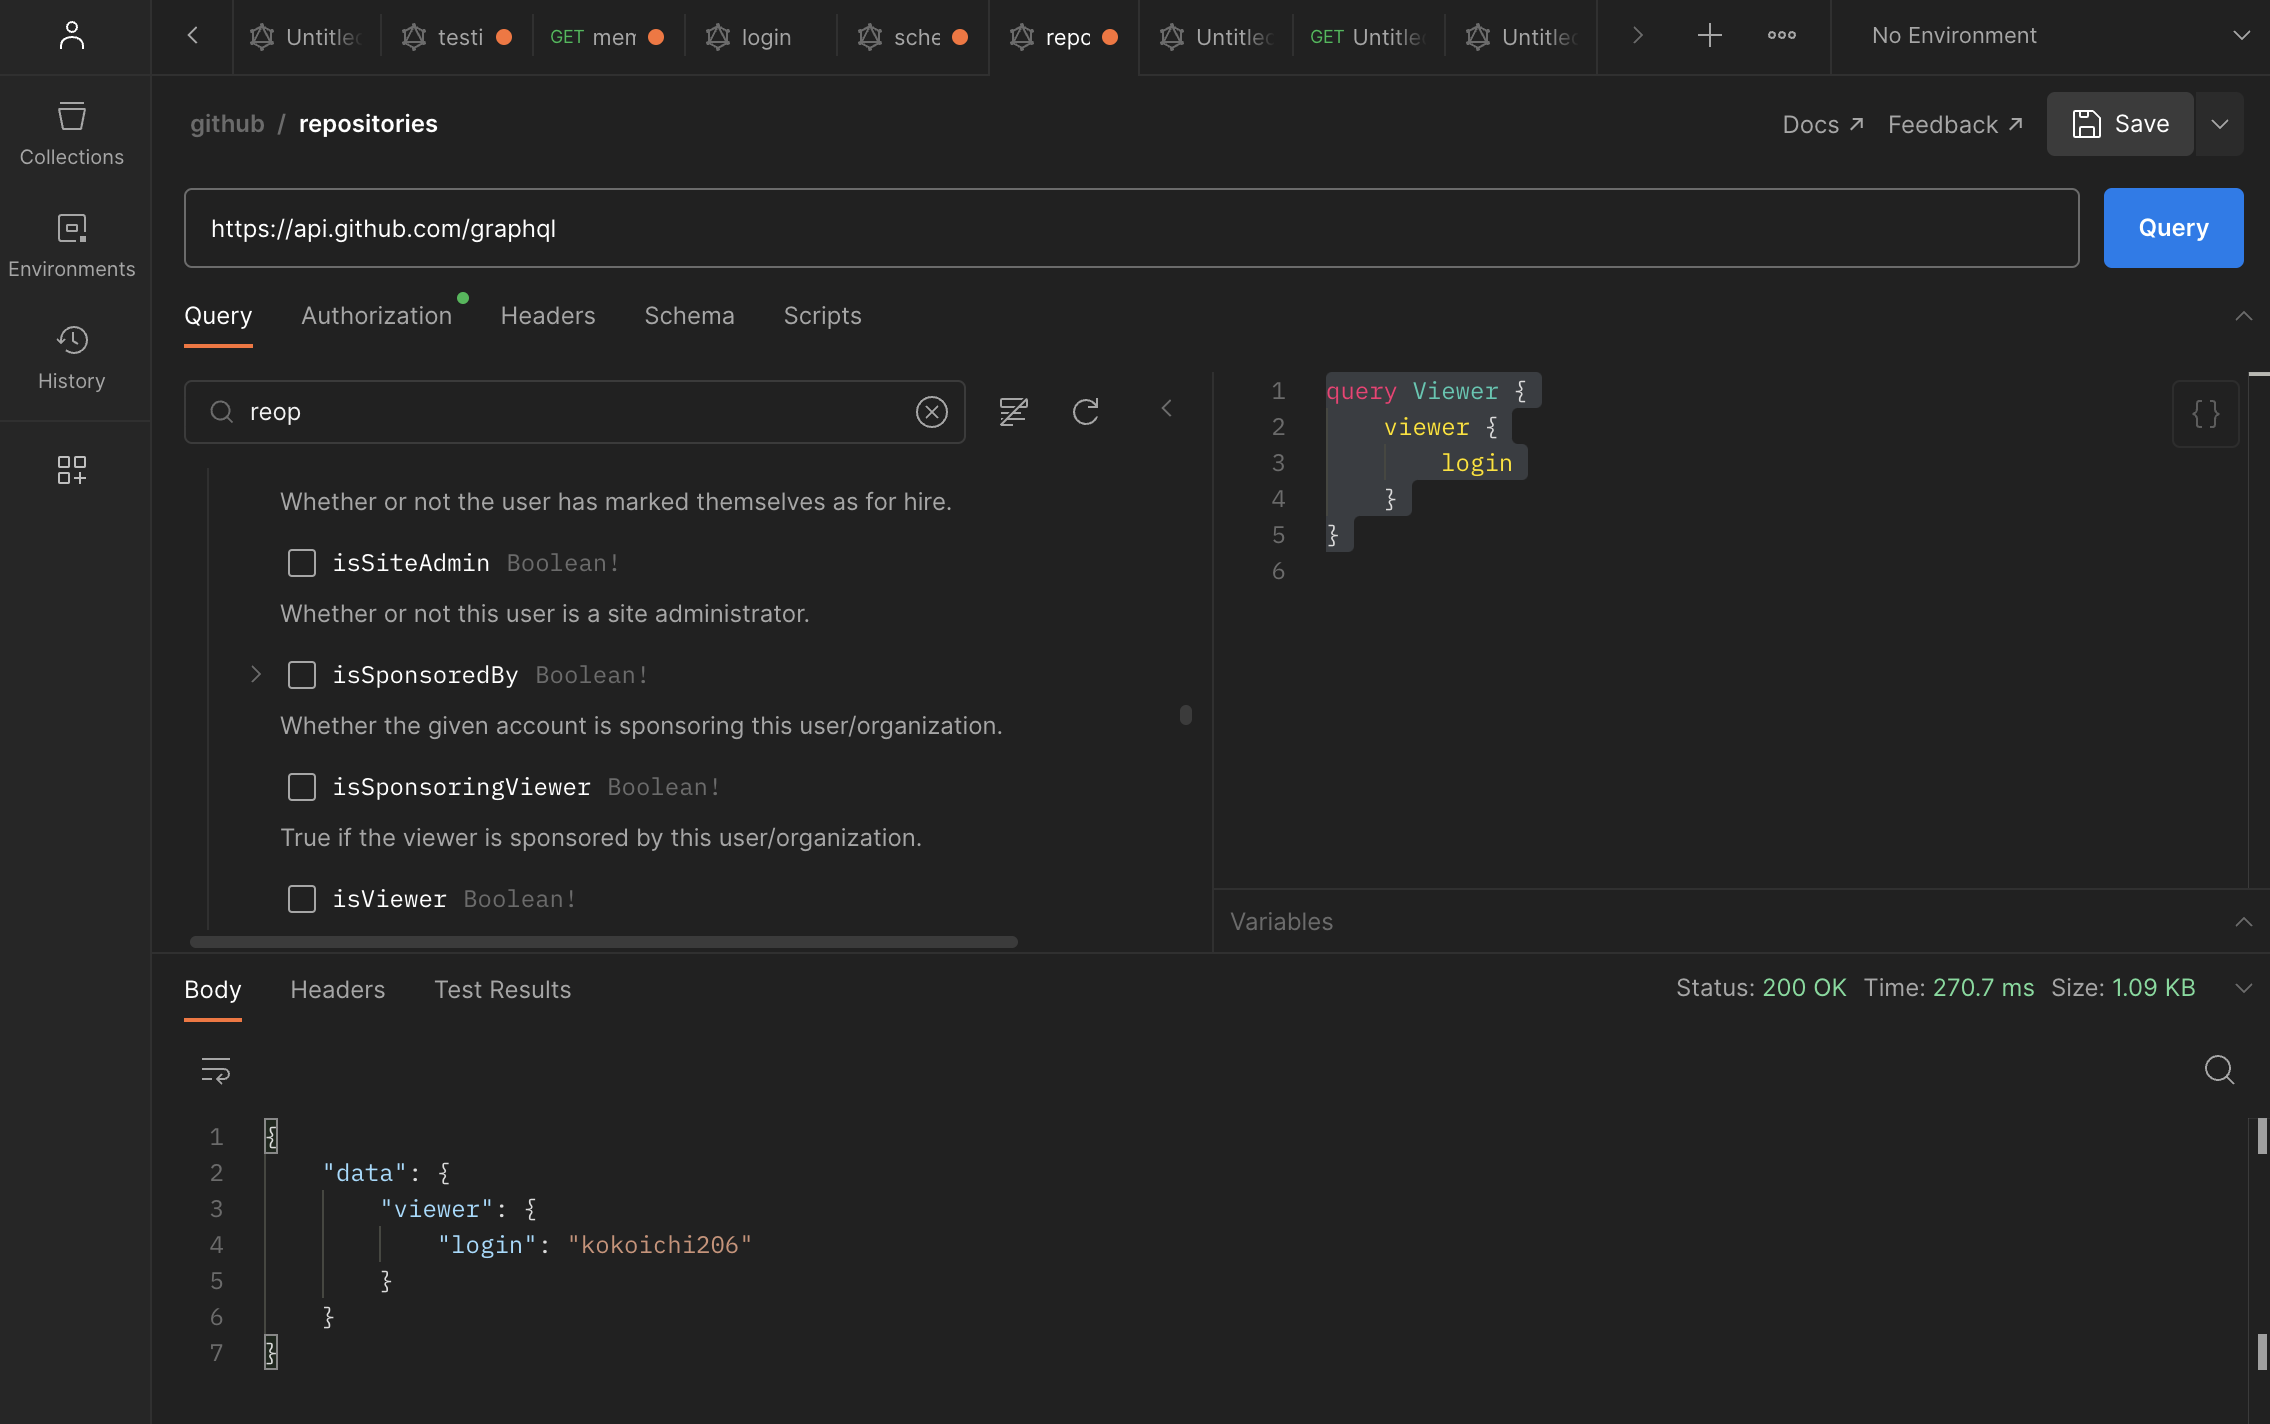 Untitled testi GET mem login sche repo Untitled GET Untitled Untitled No Environment
github / repositories Docs Feedback Save
Collections
https://api.github.com/graphql Query
Environments
Query Authorization Headers Schema Scripts
History
reop
Whether or not the user has marked themselves as for hire.
isSiteAdmin Boolean!
Whether or not this user is a site administrator.
isSponsoredBy Boolean!
Whether the given account is sponsoring this user/organization.
isSponsoringViewer Boolean!
True if the viewer is sponsored by this user/organization.
isViewer Boolean!
1 query Viewer {
2 viewer {
3 login
4 }
5 }
6
{}
Variables
Body Headers Test Results Status: 200 OK Time: 270.7 ms Size: 1.09 KB
1 {
2 "data": {
3 "viewer": {
4 "login": "kokoichi206"
5 }
6 }
7 }